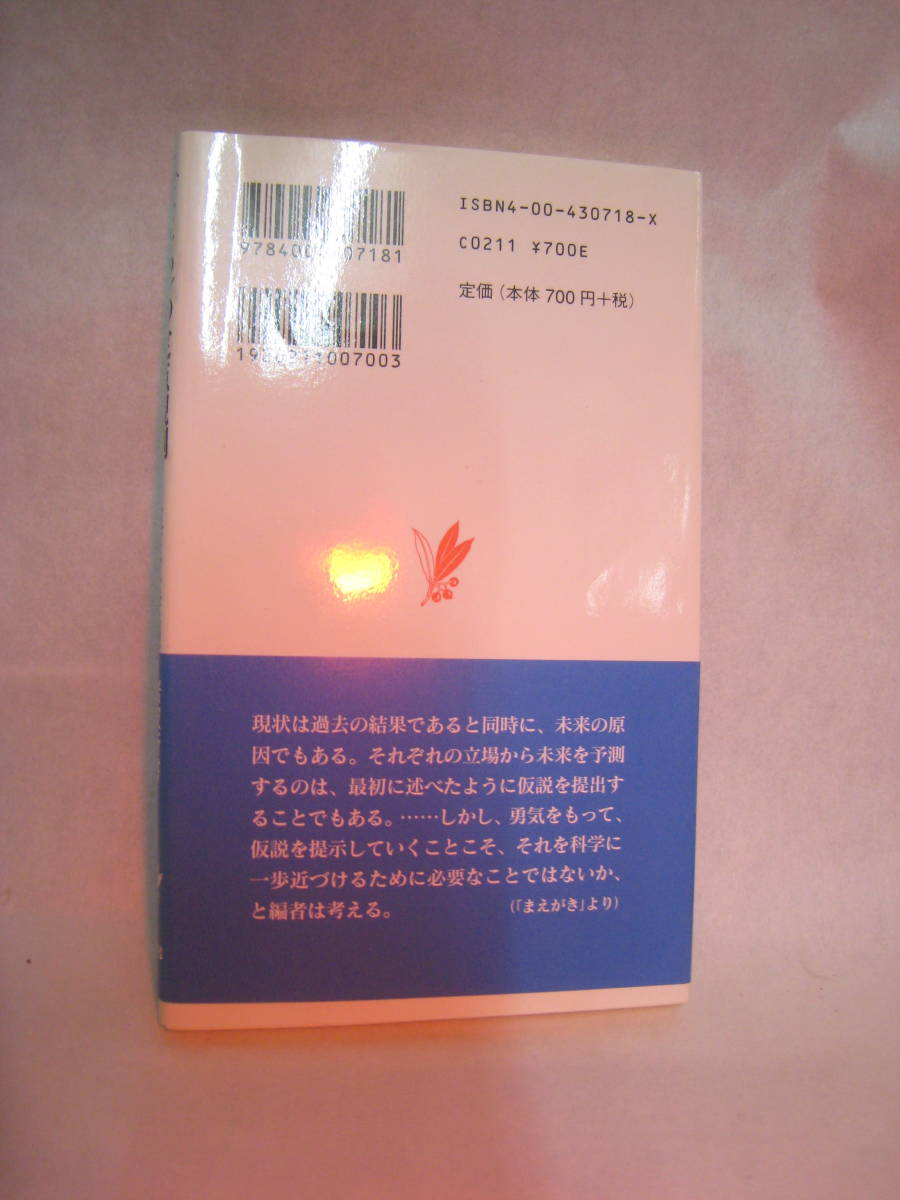 ISBN4-00-430718-X
C0211 ¥700E
定価(本体 700円+税)
現状は過去の結果であると同時に、未来の原
因でもある。それぞれの立場から未来を予測
するのは、最初に述べたように仮説を提出す
ることでもある。……しかし、勇気をもって、
仮説を提示していくことこそ、それを科学に
一歩近づけるために必要なことではないか、
と編者は考える。 (「まえがき」より)